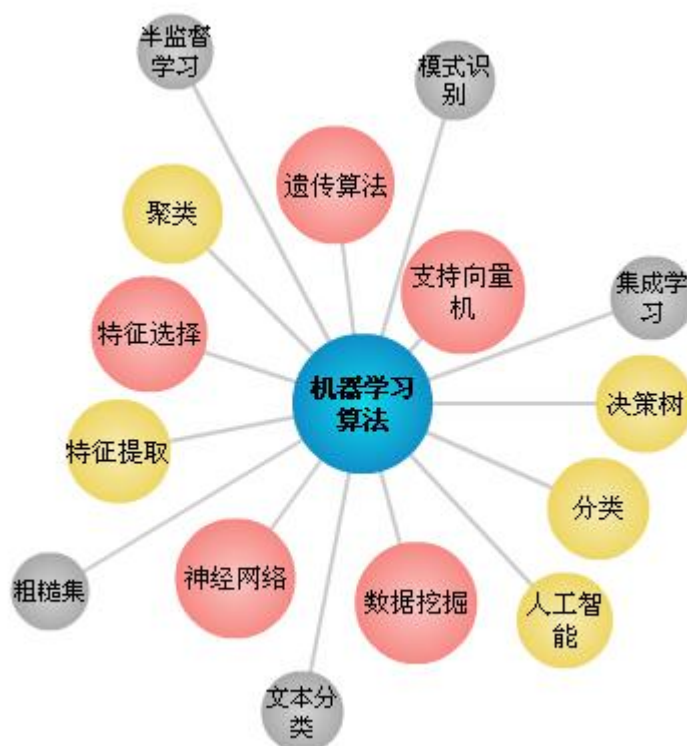 半监督
学习
模式识
别
遗传算法
聚类
支持向量
机
集成学
习
特征选择
机器学习
算法
决策树
特征提取
分类
神经网络
粗糙集
数据挖掘
人工智
能
文本分
类